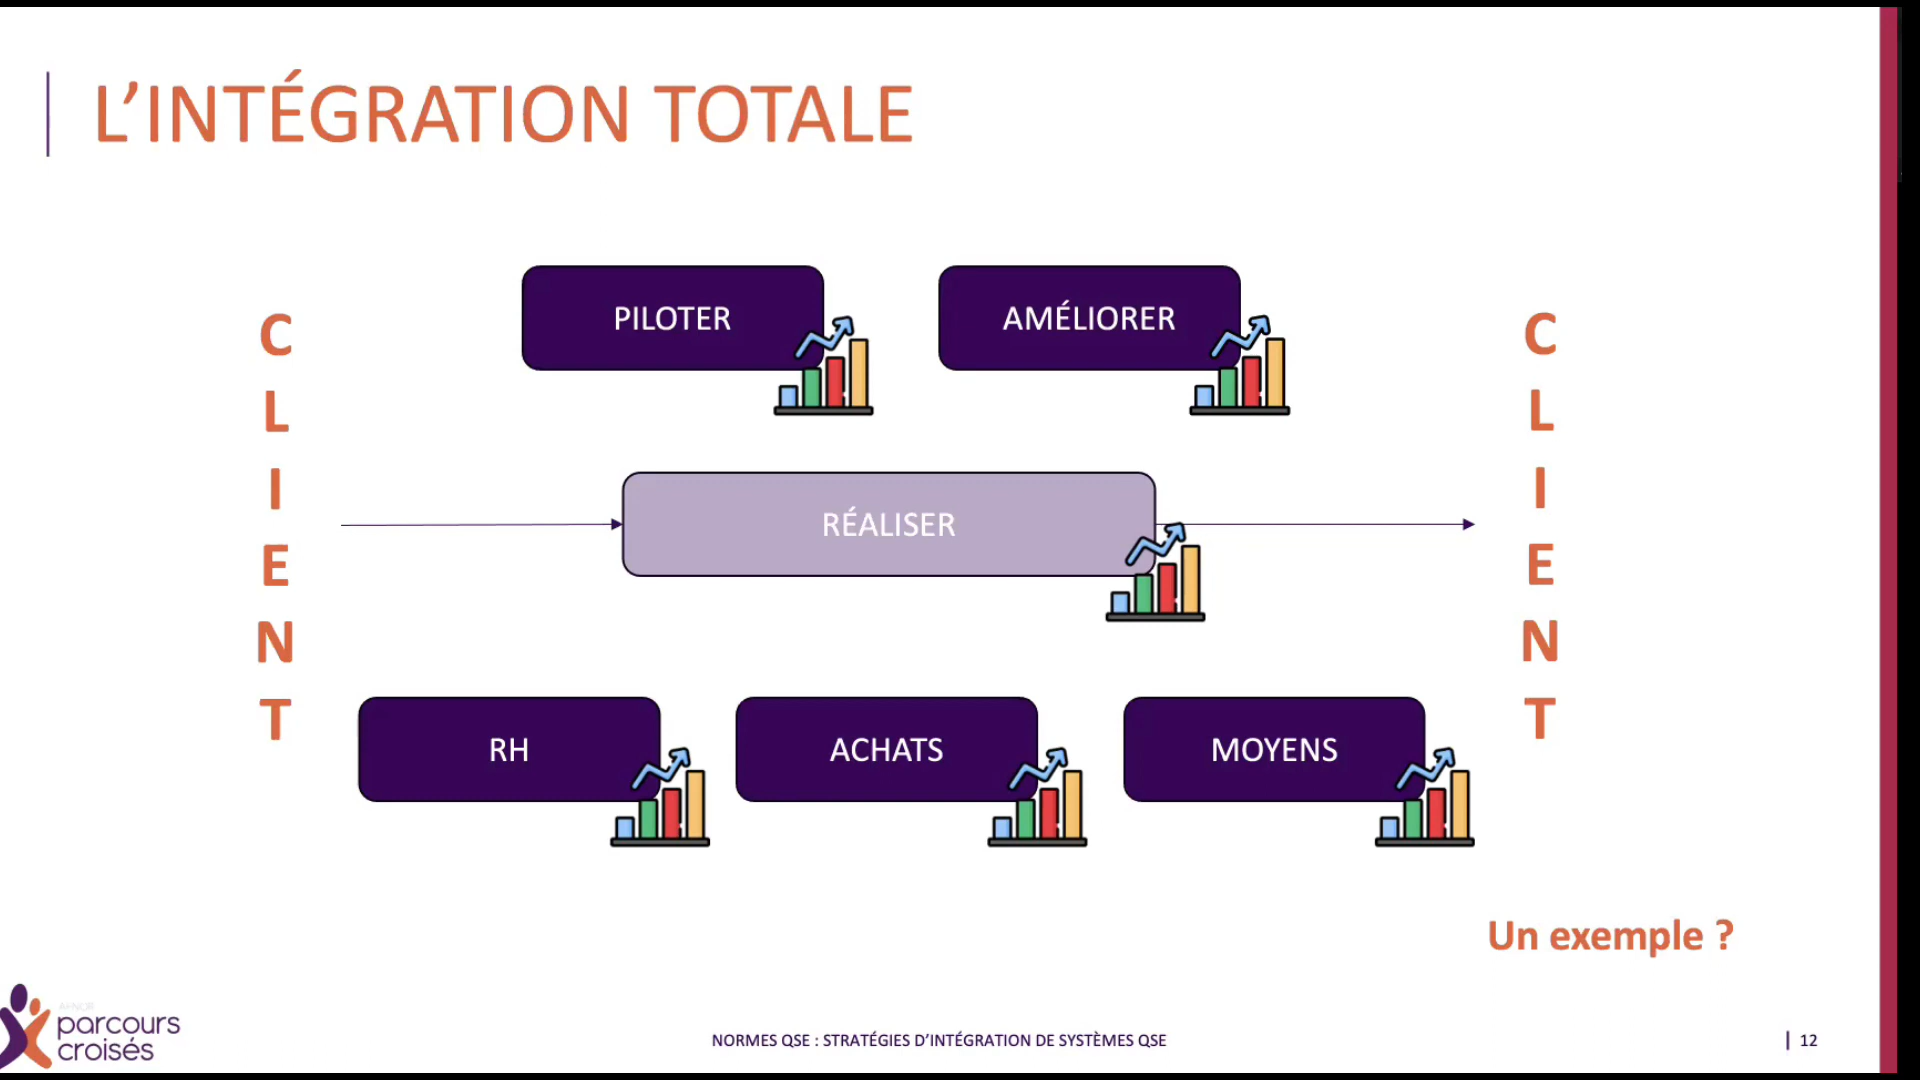 L’INTÉGRATION TOTALE
PILOTER
AMÉLIORER
C
L
I
E
N
T
RÉALISER
C
L
I
E
N
T
RH
ACHATS
MOYENS
Un exemple ?
AFNOR
parcours
croisés
NORMES QSE : STRATÉGIES D’INTÉGRATION DE SYSTÈMES QSE
12